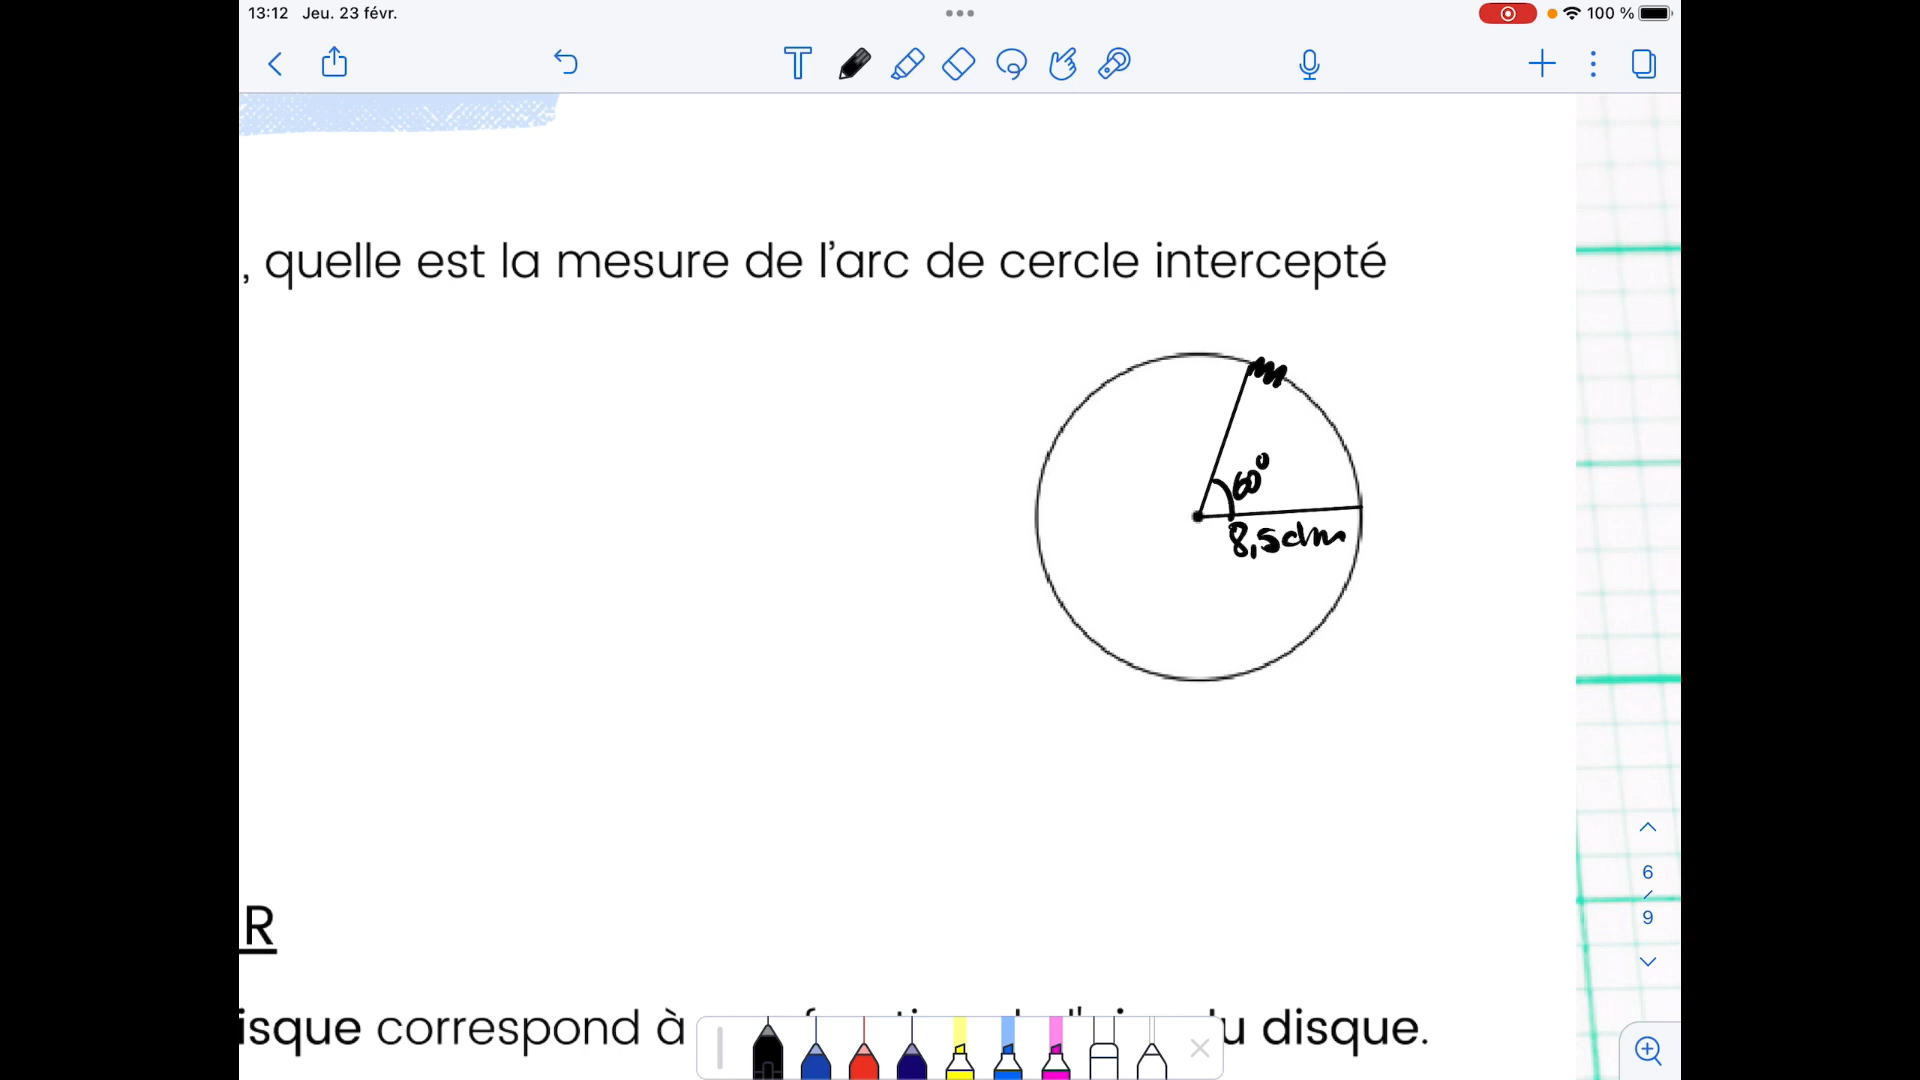 13:12 Jeu. 23 févr.
100 %
T
, quelle est la mesure de l’arc de cercle intercepté
60°
8,5 dm
R
isque correspond à
u disque.
6
/
9